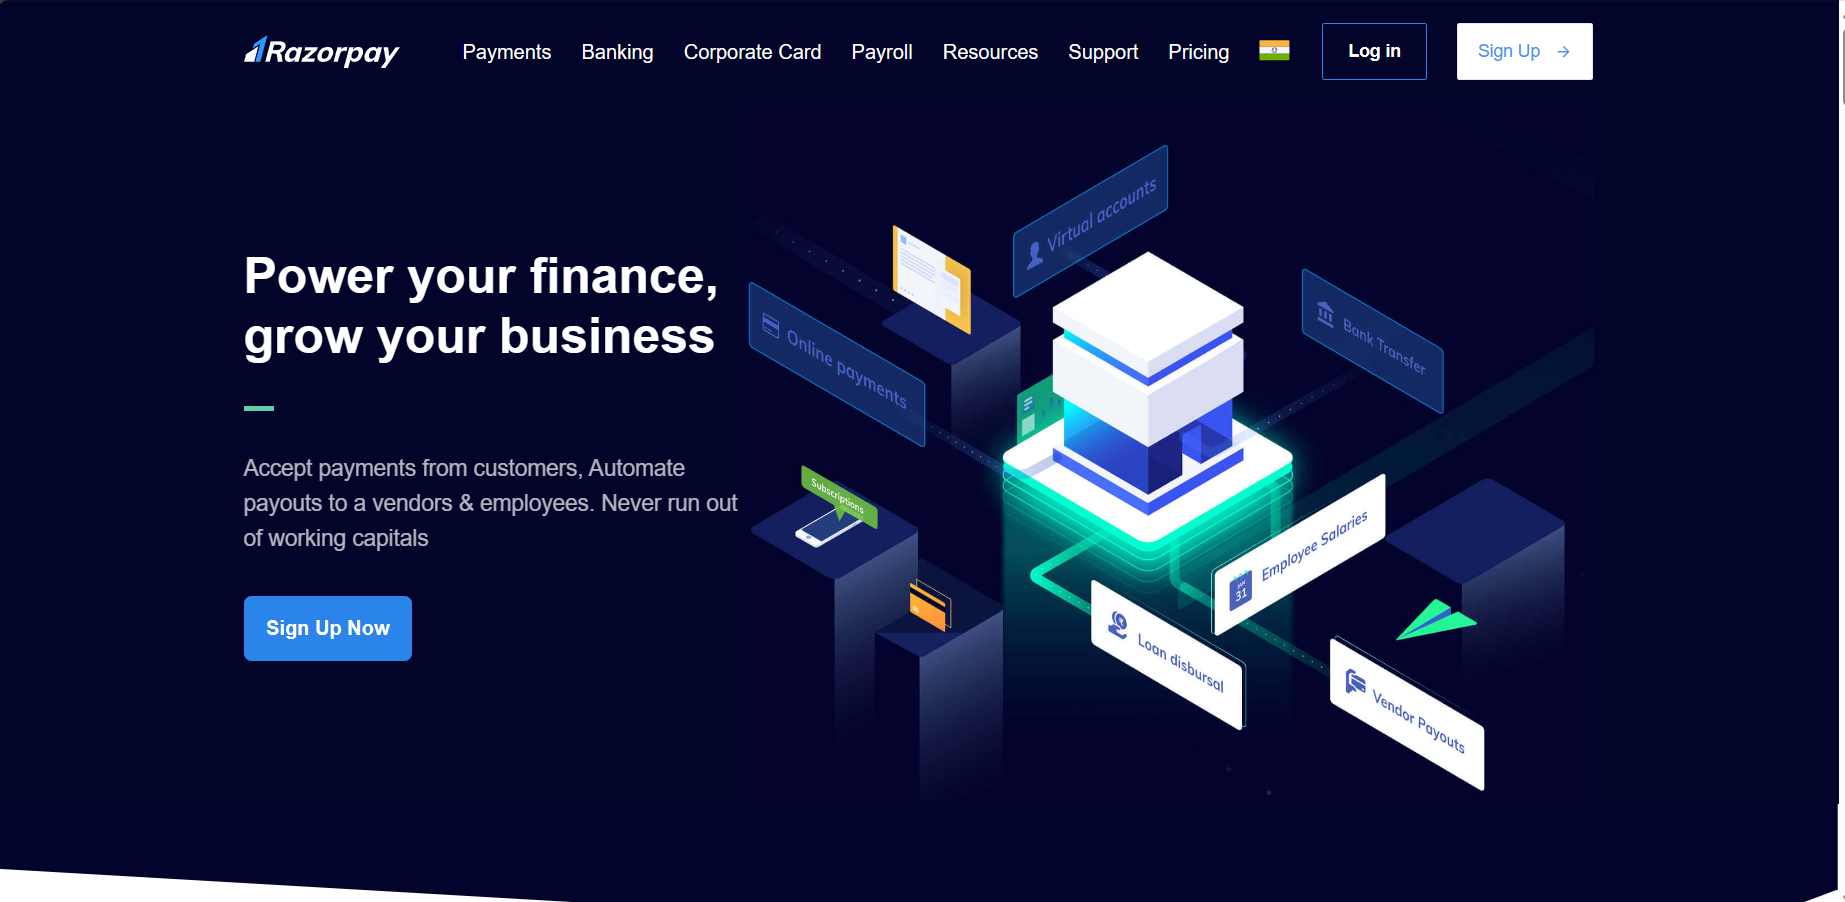 Razorpay
Payments
Banking
Corporate Card
Payroll
Resources
Support
Pricing
Log in
Sign Up
Power your finance,
grow your business
Accept payments from customers, Automate
payouts to a vendors & employees. Never run out
of working capitals
Sign Up Now
Virtual accounts
Online payments
Bank Transfer
Subscriptions
JAN
31
Employee Salaries
Loan disbursal
Vendor Payouts